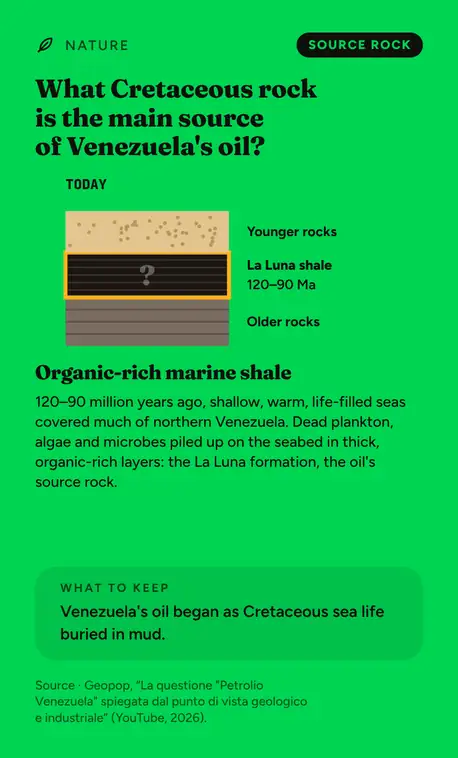 NATURE
SOURCE ROCK
What Cretaceous rock
is the main source
of Venezuela's oil?
TODAY
Younger rocks
?
La Luna shale
120–90 Ma
Older rocks
Organic-rich marine shale
120–90 million years ago, shallow, warm, life-filled seas
covered much of northern Venezuela. Dead plankton,
algae and microbes piled up on the seabed in thick,
organic-rich layers: the La Luna formation, the oil's
source rock.
WHAT TO KEEP
Venezuela's oil began as Cretaceous sea life
buried in mud.
Source · Geopop, "La questione "Petrolio
Venezuela" spiegata dal punto di vista geologico
e industriale" (YouTube, 2026).